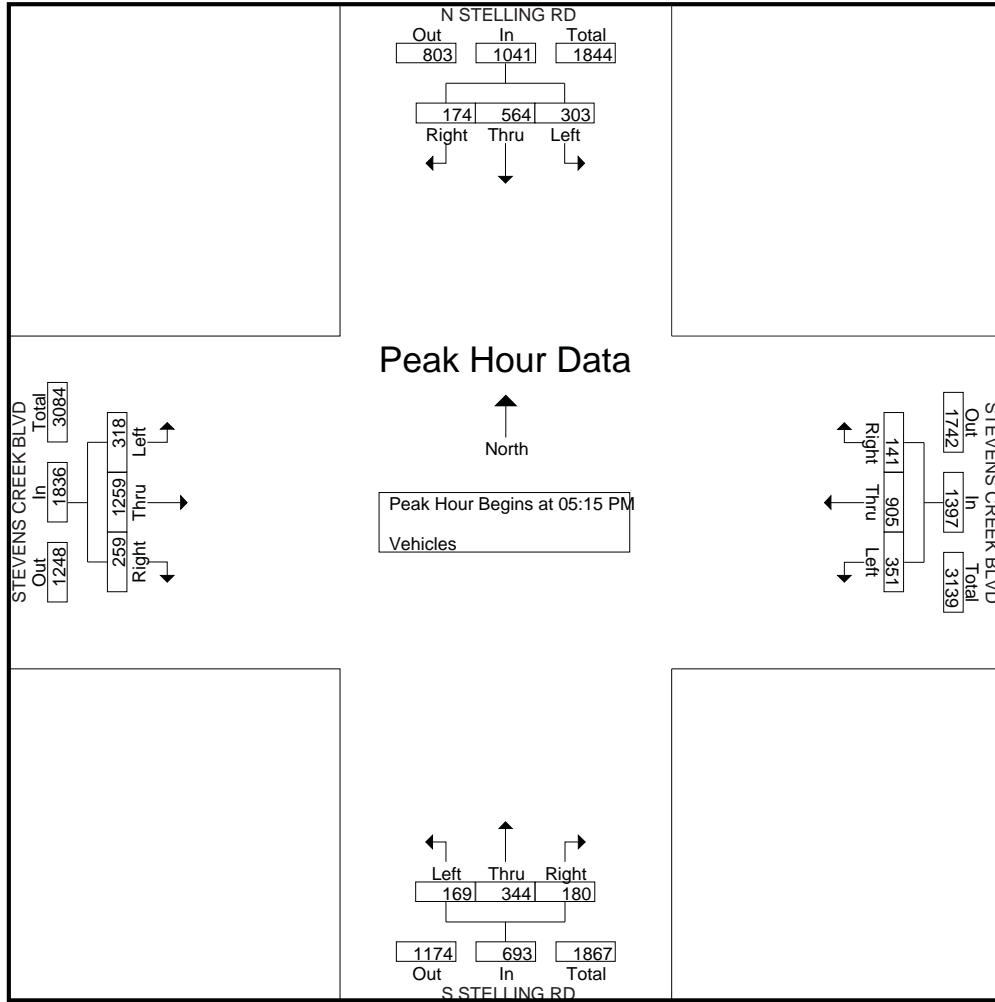 N STELLING RD
Out In Total
803 1041 1844
174 564 303
Right Thru Left
Peak Hour Data
North
Peak Hour Begins at 05:15 PM
Vehicles
STEVENS CREEK BLVD
Total In Out
3084 1836 1248
318 1259 259
Left Thru Right
STEVENS CREEK BLVD
Out In Total
1742 1397 3139
141 905 351
Right Thru Left
Left Thru Right
169 344 180
1174 693 1867
Out In Total
S STELLING RD